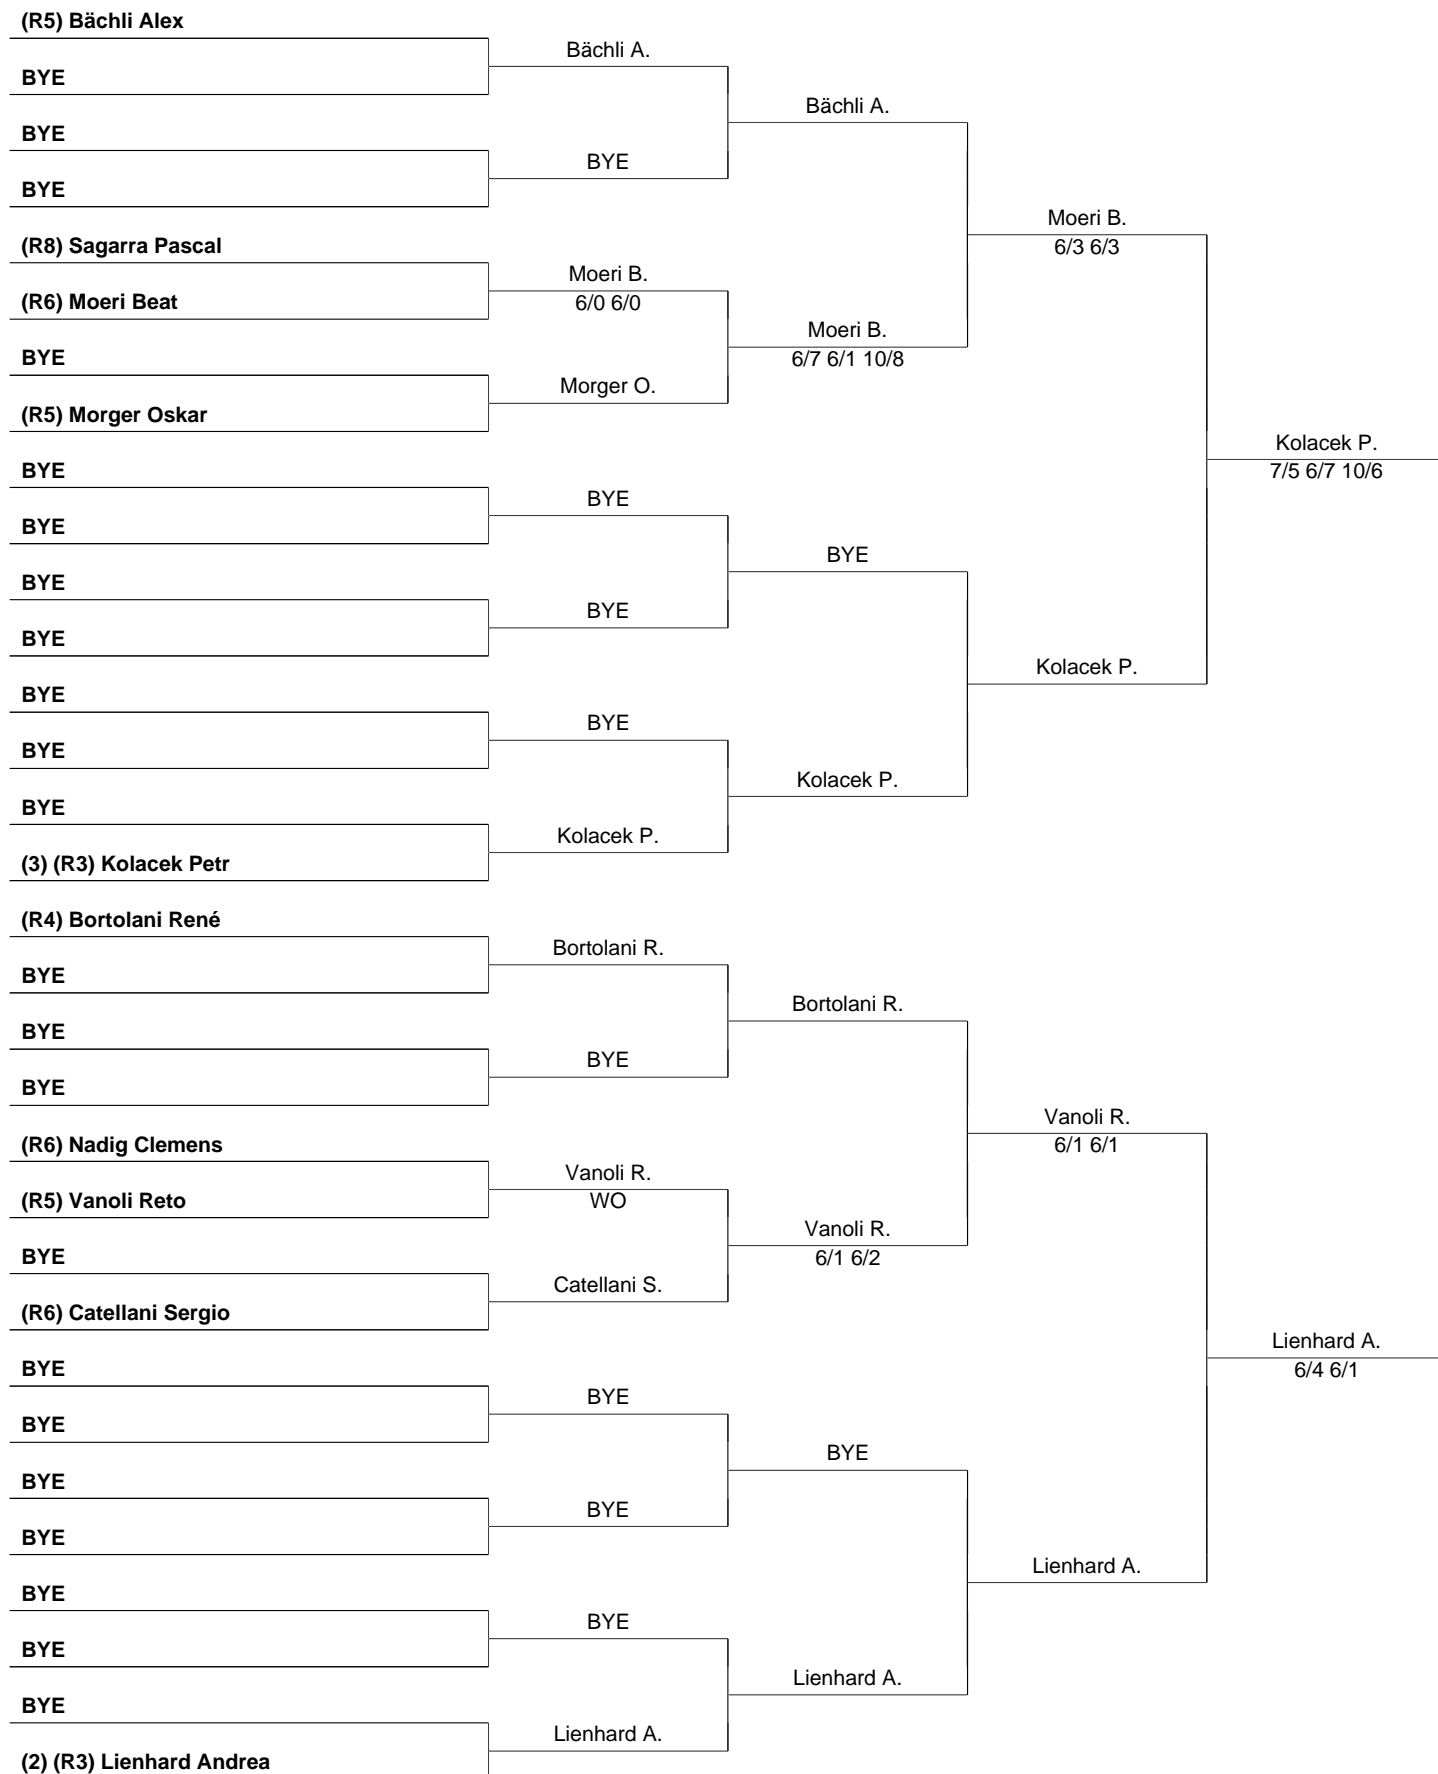 (R5) Bächli Alex
Bächli A.
BYE
Bächli A.
BYE
BYE
BYE
Moeri B.
6/3 6/3
(R8) Sagarra Pascal
Moeri B.
6/0 6/0
(R6) Moeri Beat
Moeri B.
6/7 6/1 10/8
BYE
Morger O.
(R5) Morger Oskar
Kolacek P.
7/5 6/7 10/6
BYE
BYE
BYE
BYE
BYE
BYE
BYE
Kolacek P.
BYE
BYE
BYE
Kolacek P.
BYE
Kolacek P.
(3) (R3) Kolacek Petr
(R4) Bortolani René
Bortolani R.
BYE
Bortolani R.
BYE
BYE
BYE
Vanoli R.
6/1 6/1
(R6) Nadig Clemens
Vanoli R.
WO
(R5) Vanoli Reto
Vanoli R.
6/1 6/2
BYE
Catellani S.
(R6) Catellani Sergio
Lienhard A.
6/4 6/1
BYE
BYE
BYE
BYE
BYE
BYE
BYE
Lienhard A.
BYE
BYE
BYE
Lienhard A.
BYE
Lienhard A.
(2) (R3) Lienhard Andrea